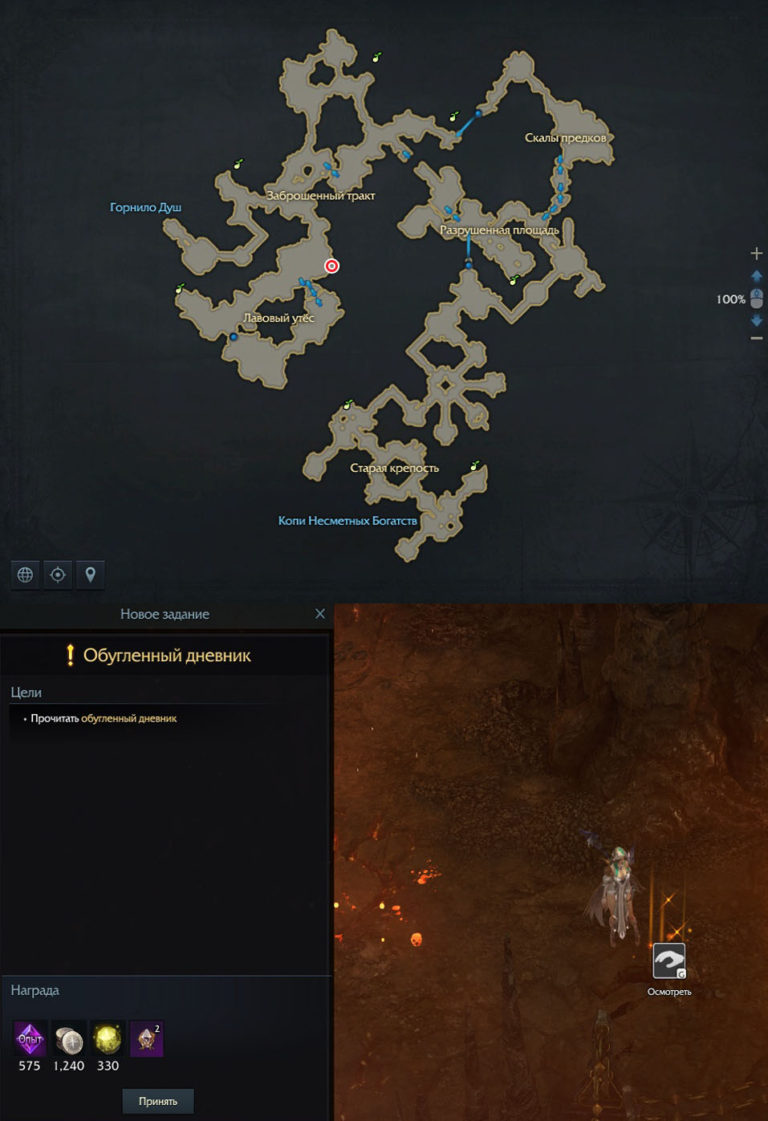 Скалы предков
Заброшенный тракт
Горнило Душ
Разрушенная площадь
100%
Лавовый утёс
Старая крепость
Копи Несметных Богатств
Новое задание
Обугленный дневник
Цели
• Прочитать обугленный дневник
Награда
Опыт
2
575 1,240 330
Принять
G
Осмотреть